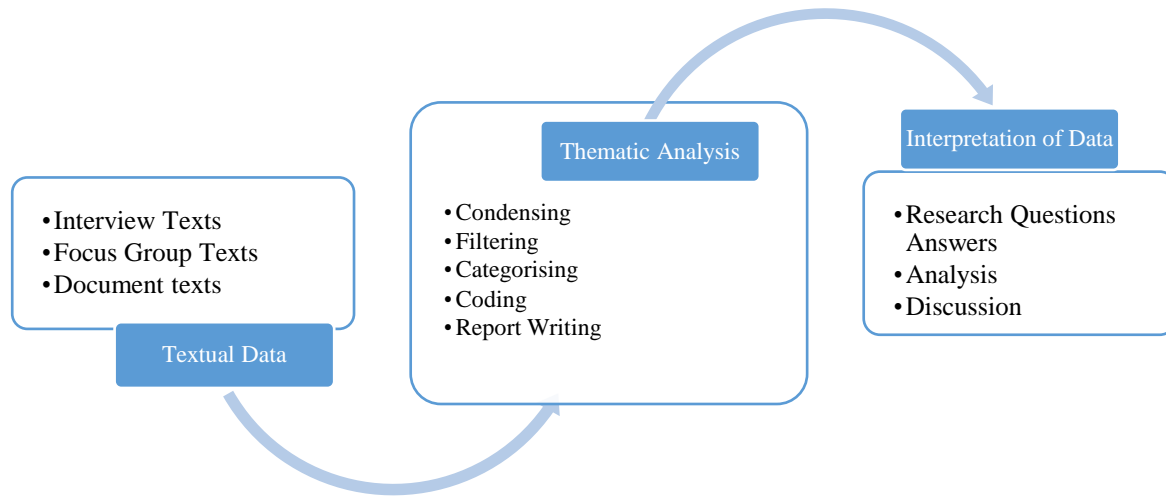 •Interview Texts
•Focus Group Texts
•Document texts
Textual Data
Thematic Analysis
•Condensing
•Filtering
•Categorising
•Coding
•Report Writing
Interpretation of Data
•Research Questions
Answers
•Analysis
•Discussion